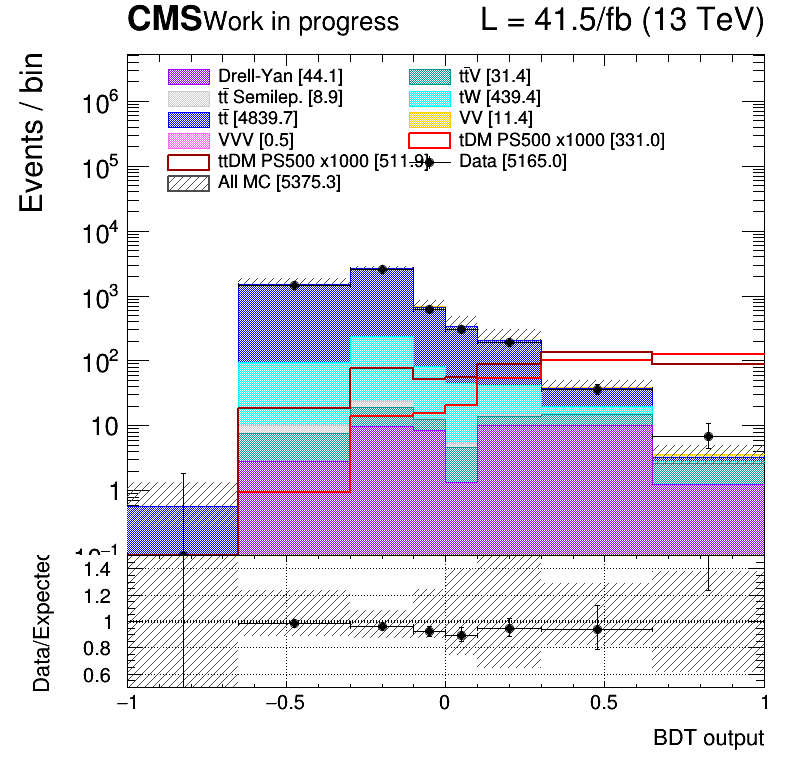 CMS Work in progress L = 41.5/fb (13 TeV)
Events / bin
Drell-Yan [44.1] tt̄V [31.4]
tt̄ Semilep. [8.9] tW [439.4]
tt̄ [4839.7] VV [11.4]
VVV [0.5] tDM PS500 x1000 [331.0]
ttDM PS500 x1000 [511.9] Data [5165.0]
All MC [5375.3]
10⁶
10⁵
10⁴
10³
10²
10
1
10⁻¹
Data/Expected
1.4
1.2
1
0.8
0.6
−1 −0.5 0 0.5 1
BDT output